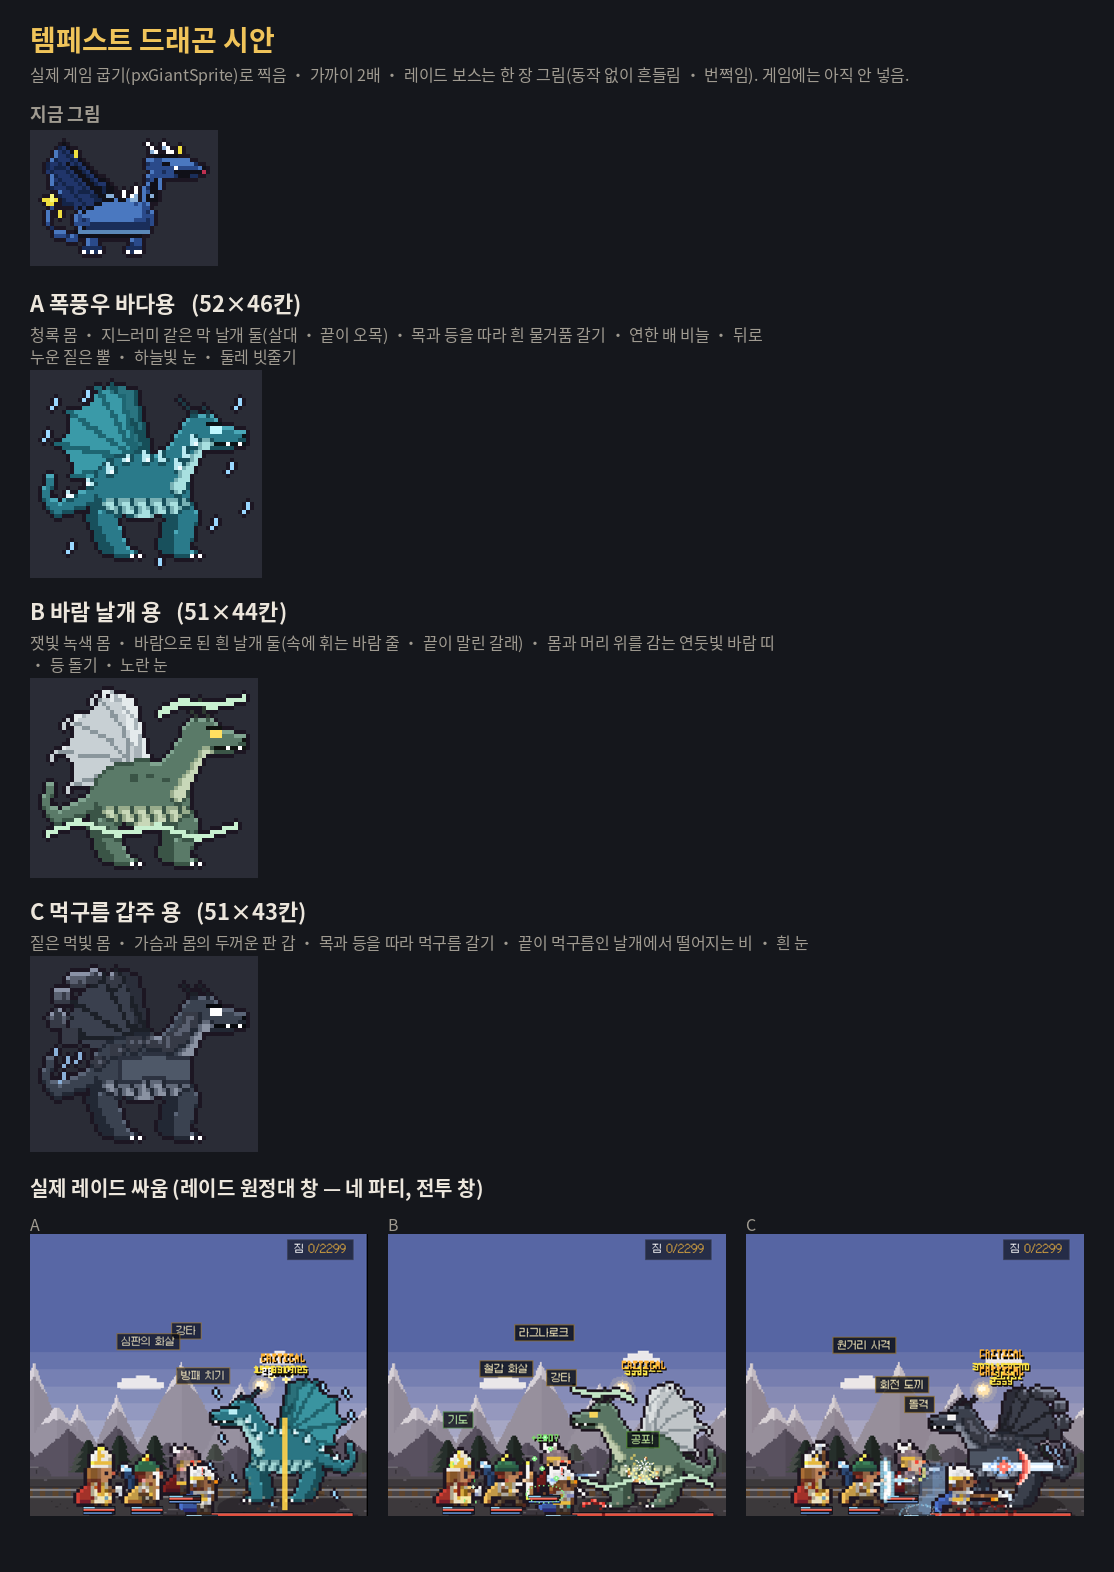 템페스트 드래곤 시안
실제 게임 굽기(pxGiantSprite)로 찍음 · 가까이 2배 · 레이드 보스는 한 장 그림(동작 없이 흔들림 · 번쩍임). 게임에는 아직 안 넣음.
지금 그림
A 폭풍우 바다용 (52×46칸)
청록 몸 · 지느러미 같은 막 날개 둘(살대 · 끝이 오목) · 목과 등을 따라 흰 물거품 갈기 · 연한 배 비늘 · 뒤로
누운 짙은 뿔 · 하늘빛 눈 · 둘레 빗줄기
B 바람 날개 용 (51×44칸)
잿빛 녹색 몸 · 바람으로 된 흰 날개 둘(속에 휘는 바람 줄 · 끝이 말린 갈래) · 몸과 머리 위를 감는 연둣빛 바람 띠
· 등 돌기 · 노란 눈
C 먹구름 갑주 용 (51×43칸)
짙은 먹빛 몸 · 가슴과 몸의 두꺼운 판 갑 · 목과 등을 따라 먹구름 갈기 · 끝이 먹구름인 날개에서 떨어지는 비 · 흰 눈
실제 레이드 싸움 (레이드 원정대 창 — 네 파티, 전투 창)
A
B
C
짐 0/2299
짐 0/2299
짐 0/2299
강타
심판의 화살
방패 치기
CRITICAL
라그나로크
철갑 화살
강타
CRITICAL
기도
공포!
원거리 사격
회전 도끼
돌격
CRITICAL